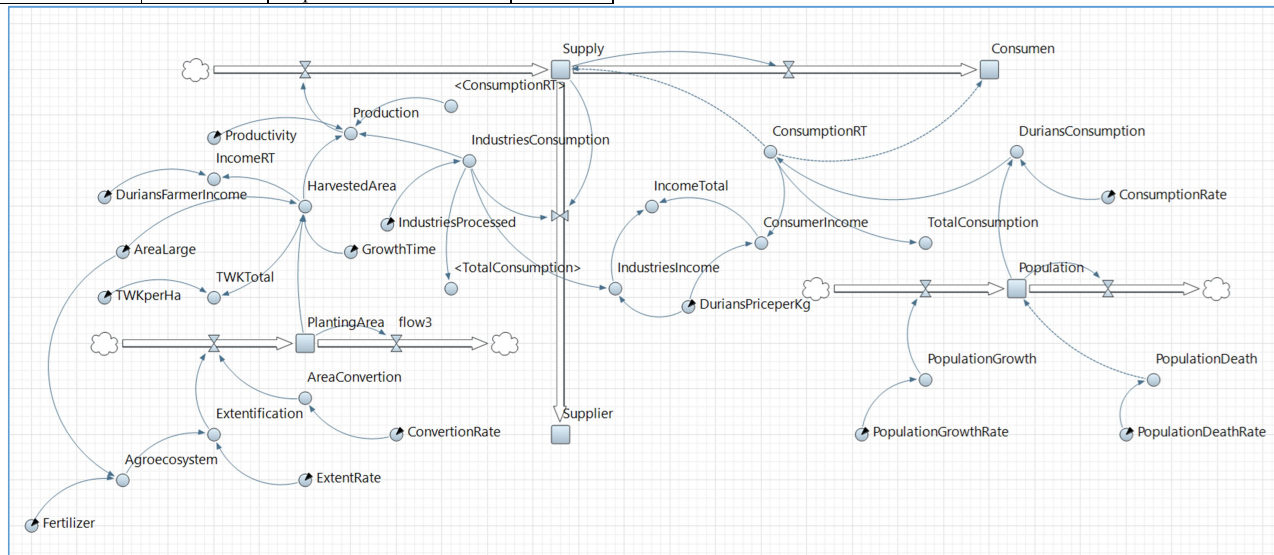 Supply
Consumen
<ConsumptionRT>
Production
Productivity
IndustriesConsumption
ConsumptionRT
DuriansConsumption
IncomeRT
DuriansFarmerIncome
HarvestedArea
IncomeTotal
ConsumptionRate
IndustriesProcessed
ConsumerIncome
TotalConsumption
AreaLarge
GrowthTime
TWKTotal
<TotalConsumption>
IndustriesIncome
Population
TWKperHa
DuriansPriceperKg
PlantingArea
flow3
PopulationGrowth
PopulationDeath
AreaConvertion
Extentification
Supplier
ConvertionRate
PopulationGrowthRate
PopulationDeathRate
Agroecosystem
ExtentRate
Fertilizer